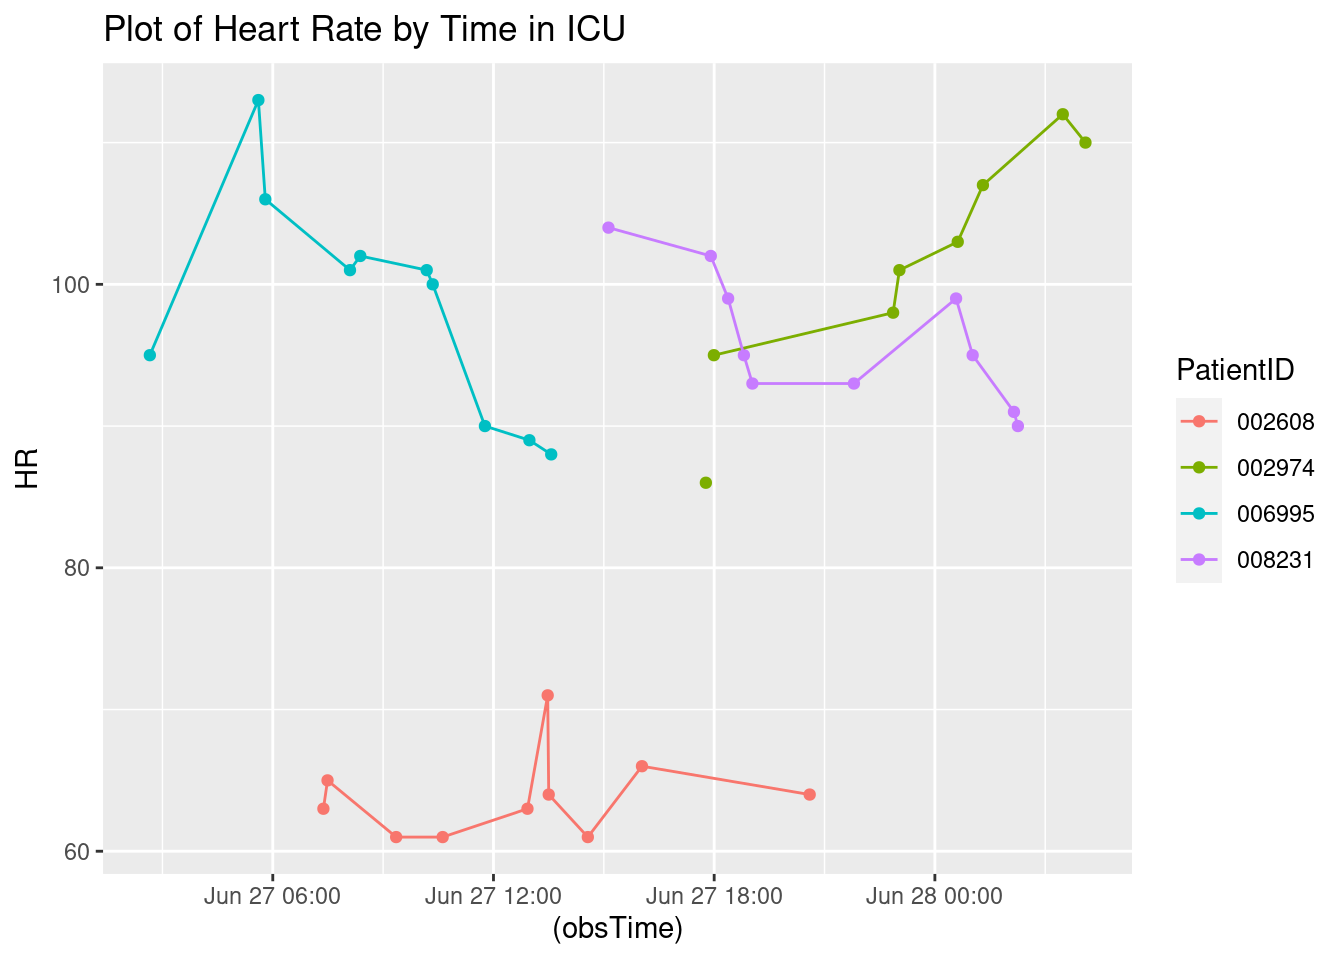 Plot of Heart Rate by Time in ICU
HR
100
80
60
Jun 27 06:00 Jun 27 12:00 Jun 27 18:00 Jun 28 00:00
(obsTime)
PatientID
002608
002974
006995
008231